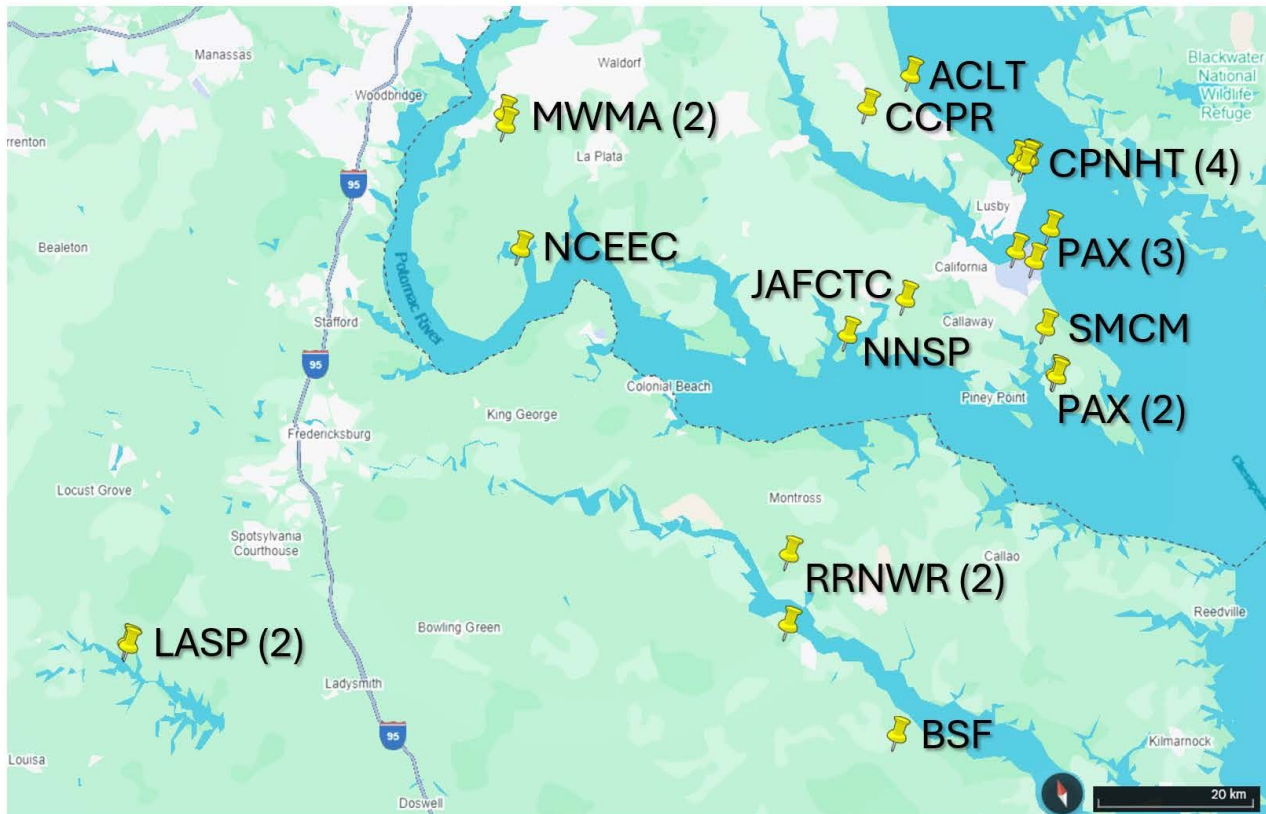 Manassas
Waldorf
Blackwater
National
Wildlife
Refuge
ACLT
Woodbridge
CCPR
MWMA (2)
rrenton
La Plata
CPNHT (4)
95
Lusby
Bealeton
NCEEC
PAX (3)
California
Potomac River
JAFCTC
Stafford
Callaway
SMCM
NNSP
95
Colonial Beach
Piney Point
PAX (2)
King George
Fredericksburg
Locust Grove
Montross
Spotsylvania
Courthouse
Callao
RRNWR (2)
Reedville
Bowling Green
LASP (2)
Ladysmith
95
BSF
Kilmarnock
Louisa
Doswell
20 km